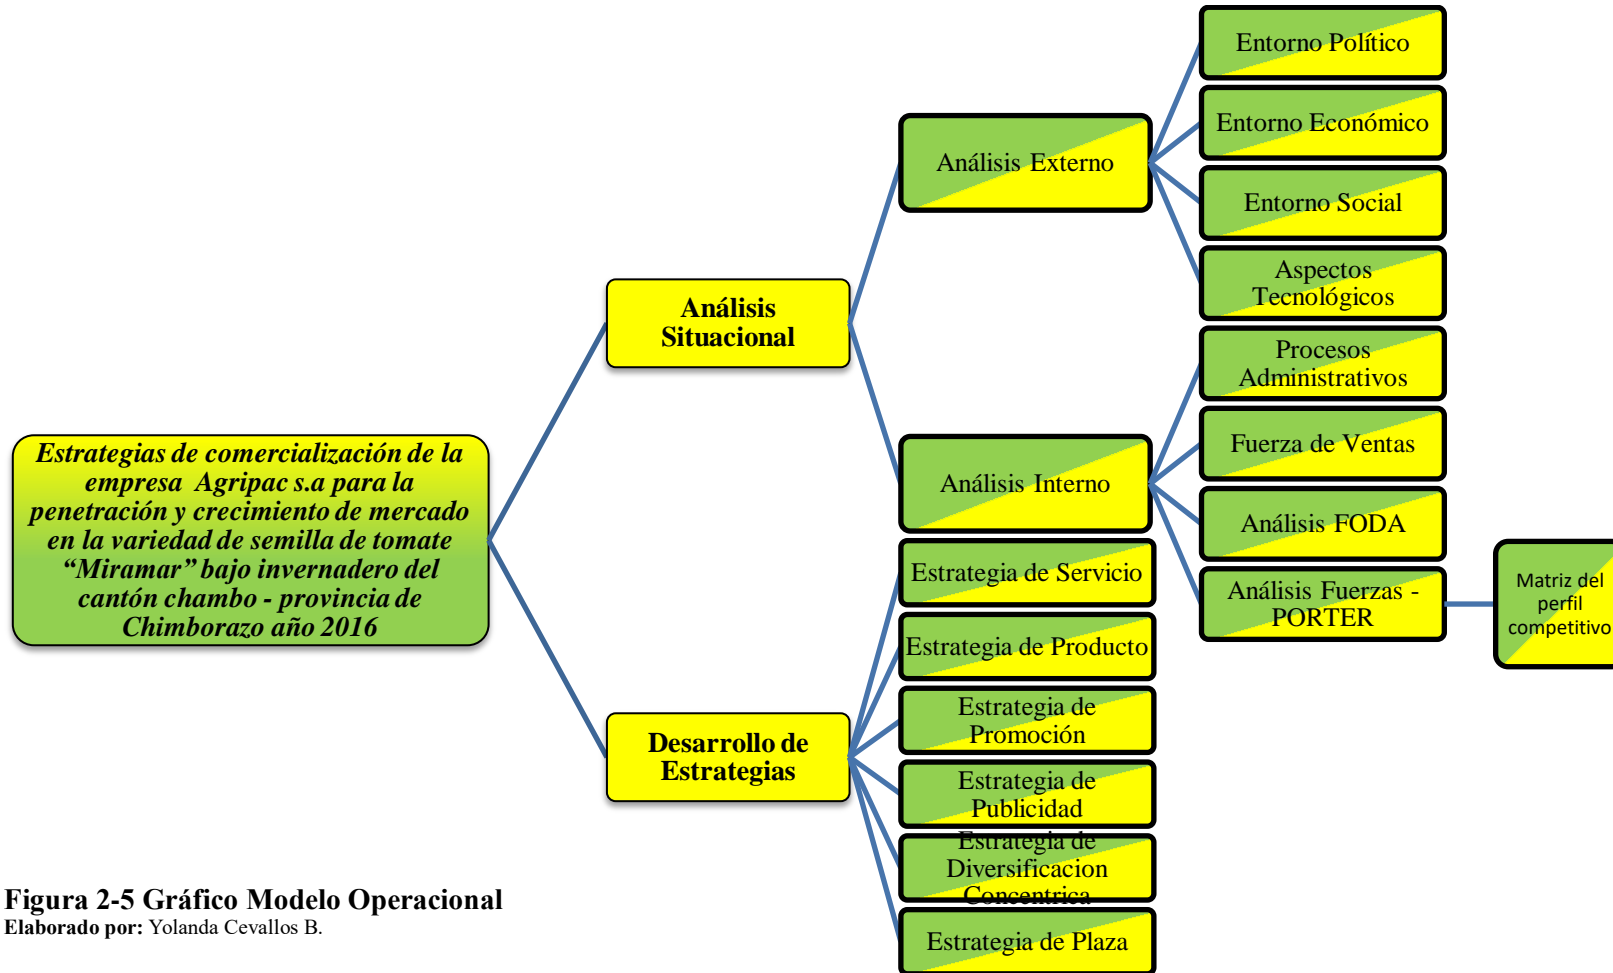 Estrategias de comercialización de la
empresa Agripac s.a para la
penetración y crecimiento de mercado
en la variedad de semilla de tomate
“Miramar” bajo invernadero del
cantón chambo - provincia de
Chimborazo año 2016
Análisis
Situacional
Análisis Externo
Entorno Político
Entorno Económico
Entorno Social
Aspectos
Tecnológicos
Análisis Interno
Procesos
Administrativos
Fuerza de Ventas
Análisis FODA
Análisis Fuerzas -
PORTER
Matriz del
perfil
competitivo
Desarrollo de
Estrategias
Estrategia de Servicio
Estrategia de Producto
Estrategia de
Promoción
Estrategia de
Publicidad
Estrategia de
Diversificacion
Concentrica
Estrategia de Plaza
Figura 2-5 Gráfico Modelo Operacional
Elaborado por: Yolanda Cevallos B.